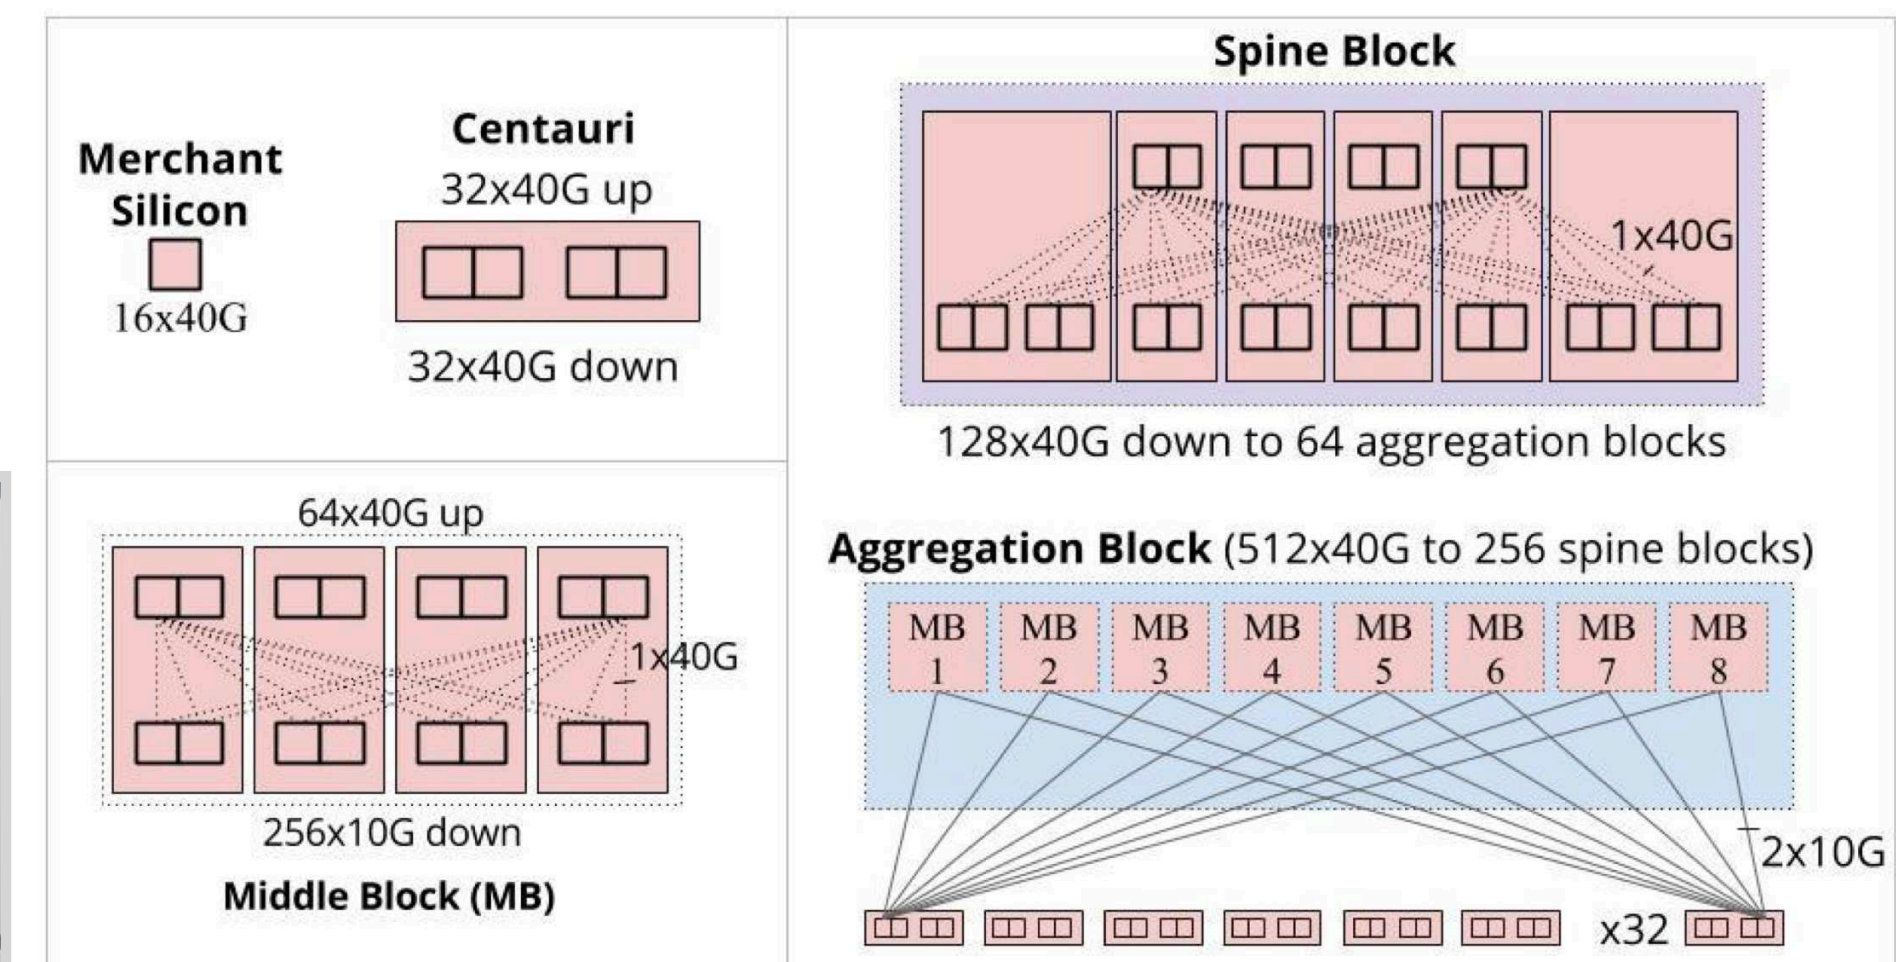 Merchant
Silicon
16x40G
Centauri
32x40G up
32x40G down
Spine Block
1x40G
128x40G down to 64 aggregation blocks
64x40G up
1x40G
256x10G down
Middle Block (MB)
Aggregation Block (512x40G to 256 spine blocks)
MB
1
MB
2
MB
3
MB
4
MB
5
MB
6
MB
7
MB
8
2x10G
x32